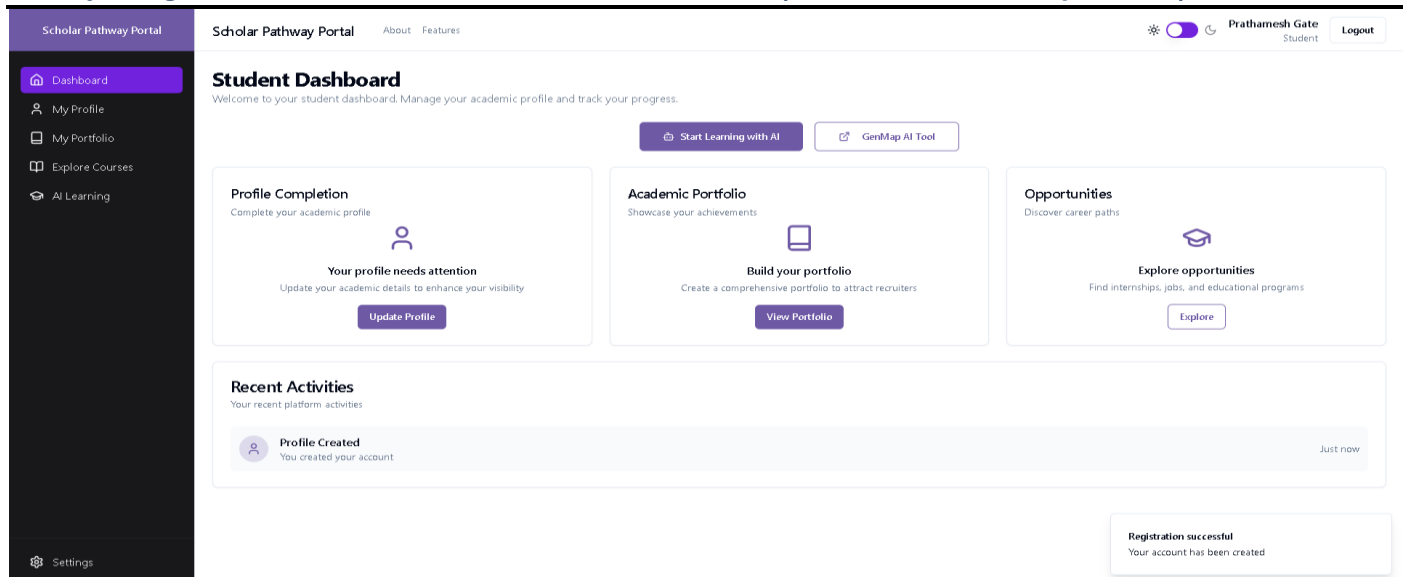 Scholar Pathway Portal
Scholar Pathway Portal About Features
Prathamesh Gate
Student
Logout
Dashboard
My Profile
My Portfolio
Explore Courses
AI Learning
Settings
Student Dashboard
Welcome to your student dashboard. Manage your academic profile and track your progress.
Start Learning with AI
GenMap AI Tool
Profile Completion
Complete your academic profile
Your profile needs attention
Update your academic details to enhance your visibility
Update Profile
Academic Portfolio
Showcase your achievements
Build your portfolio
Create a comprehensive portfolio to attract recruiters
View Portfolio
Opportunities
Discover career paths
Explore opportunities
Find internships, jobs, and educational programs
Explore
Recent Activities
Your recent platform activities
Profile Created
You created your account
Just now
Registration successful
Your account has been created